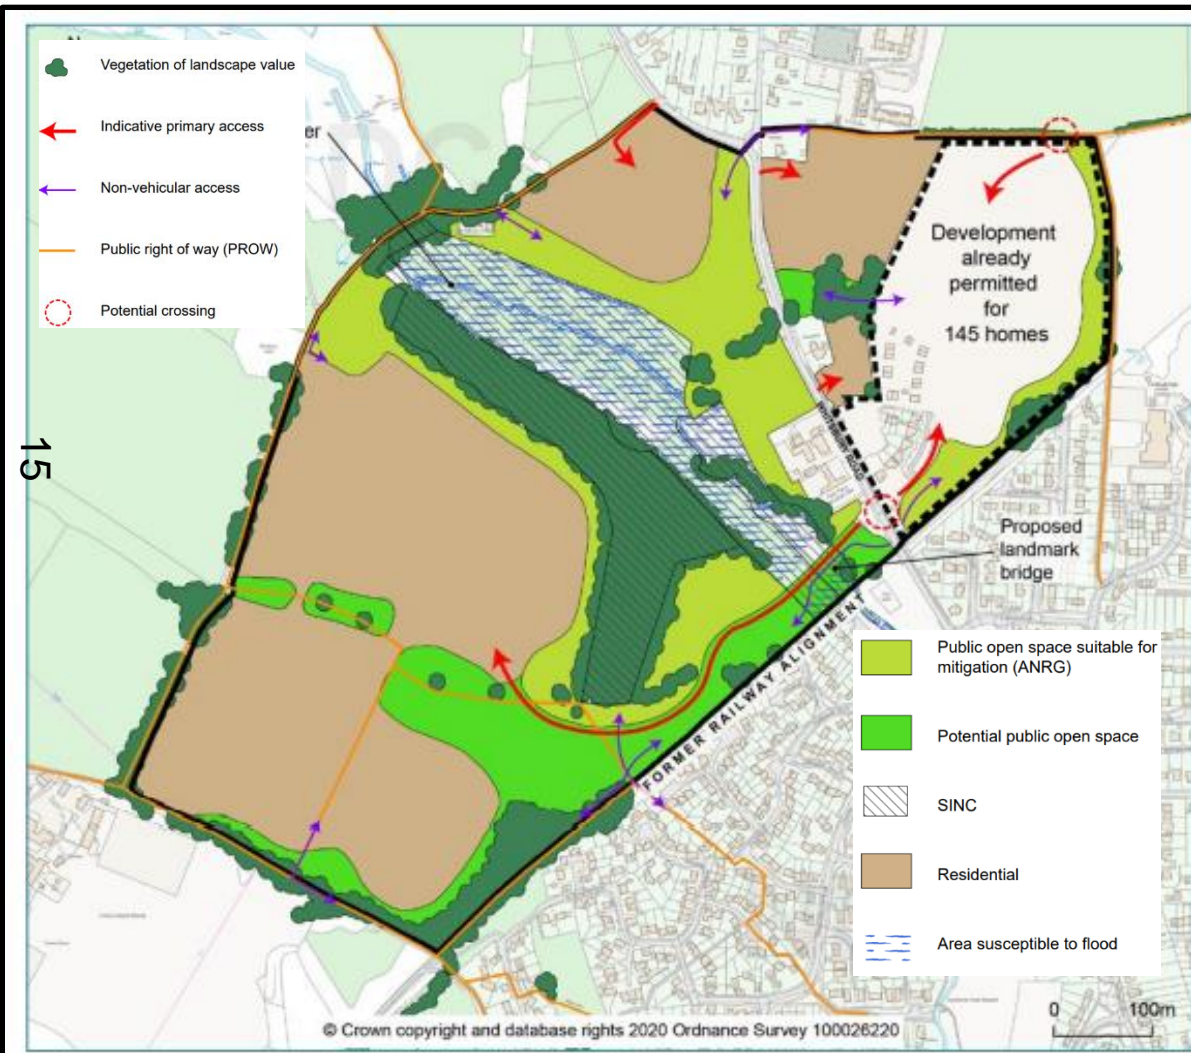 Vegetation of landscape value
Indicative primary access
er
Non-vehicular access
Public right of way (PROW)
Potential crossing
Development
already
permitted
for
145 homes
15
Proposed
landmark
bridge
FORMER RAILWAY ALIGNMENT
Public open space suitable for
mitigation (ANRG)
Potential public open space
SINC
Residential
Area susceptible to flood
0 100m
© Crown copyright and database rights 2020 Ordnance Survey 100026220